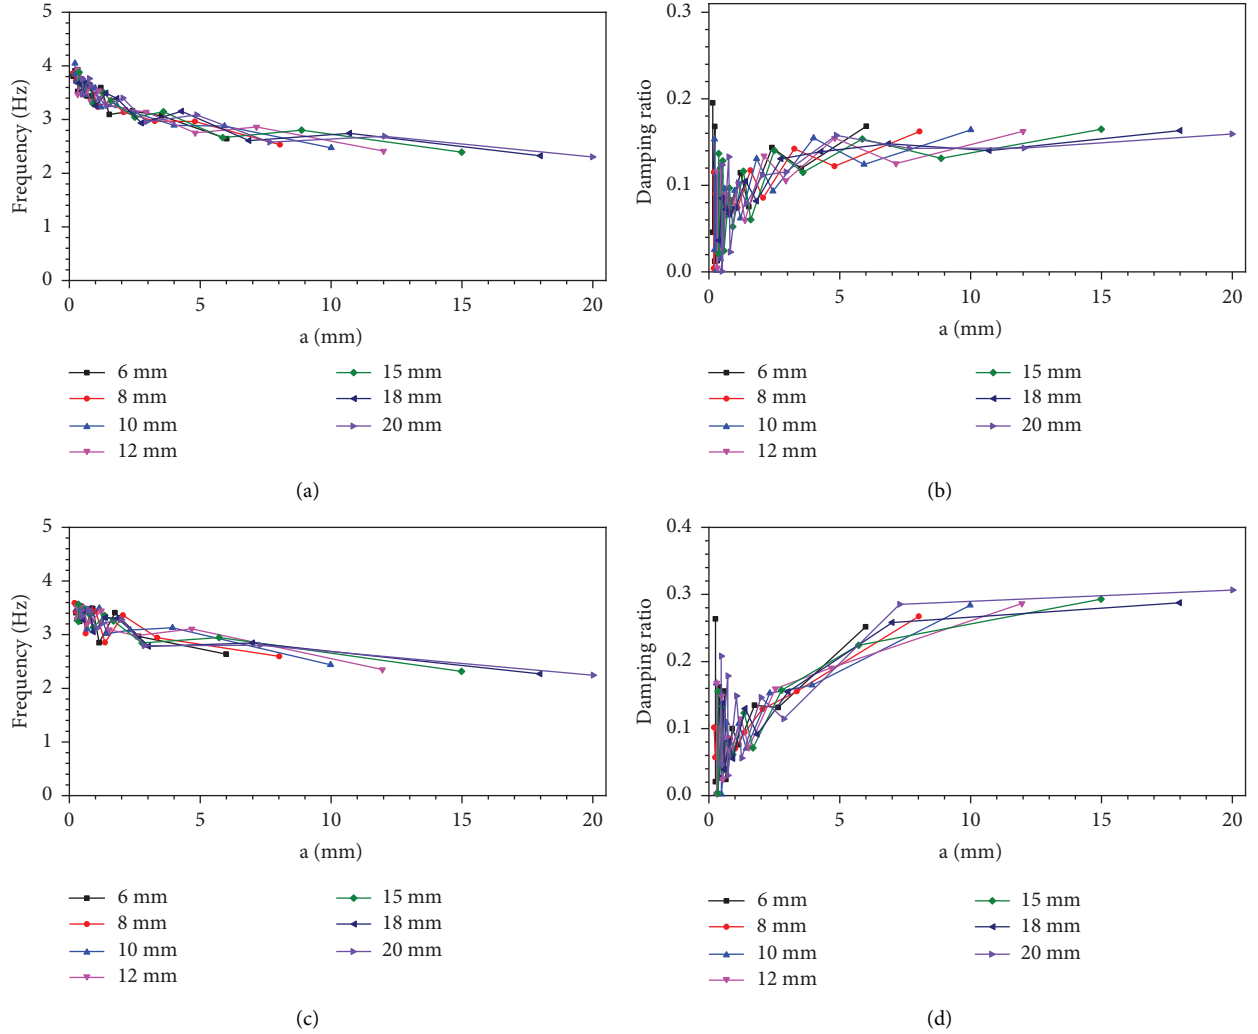 5
4
3
2
1
0
Frequency (Hz)
0 5 10 15 20
a (mm)
6 mm
8 mm
10 mm
12 mm
15 mm
18 mm
20 mm
(a)
0.3
0.2
0.1
0.0
Damping ratio
0 5 10 15 20
a (mm)
6 mm
8 mm
10 mm
12 mm
15 mm
18 mm
20 mm
(b)
5
4
3
2
1
0
Frequency (Hz)
0 5 10 15 20
a (mm)
6 mm
8 mm
10 mm
12 mm
15 mm
18 mm
20 mm
(c)
0.4
0.3
0.2
0.1
0.0
Damping ratio
0 5 10 15 20
a (mm)
6 mm
8 mm
10 mm
12 mm
15 mm
18 mm
20 mm
(d)